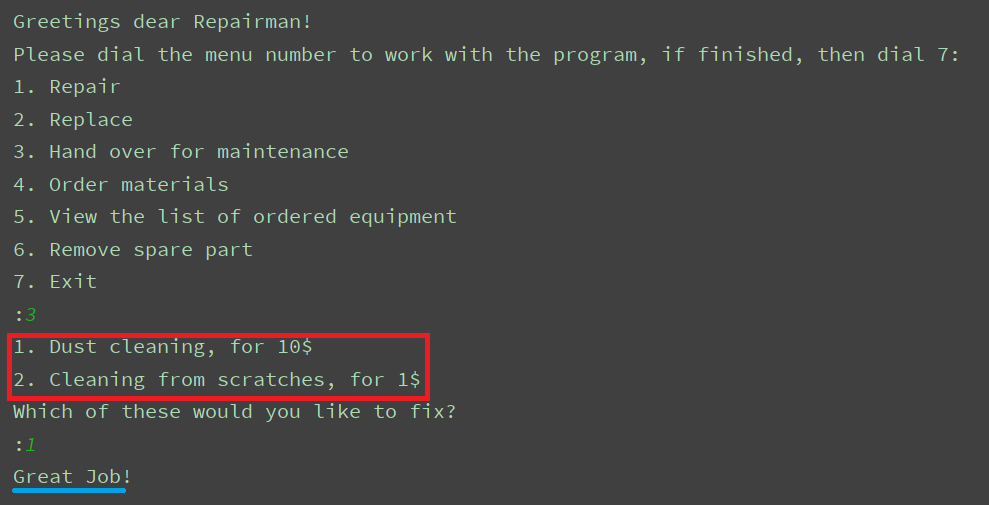 Greetings dear Repairman!
Please dial the menu number to work with the program, if finished, then dial 7:
1. Repair
2. Replace
3. Hand over for maintenance
4. Order materials
5. View the list of ordered equipment
6. Remove spare part
7. Exit
:3
1. Dust cleaning, for 10$
2. Cleaning from scratches, for 1$
Which of these would you like to fix?
:1
Great Job!